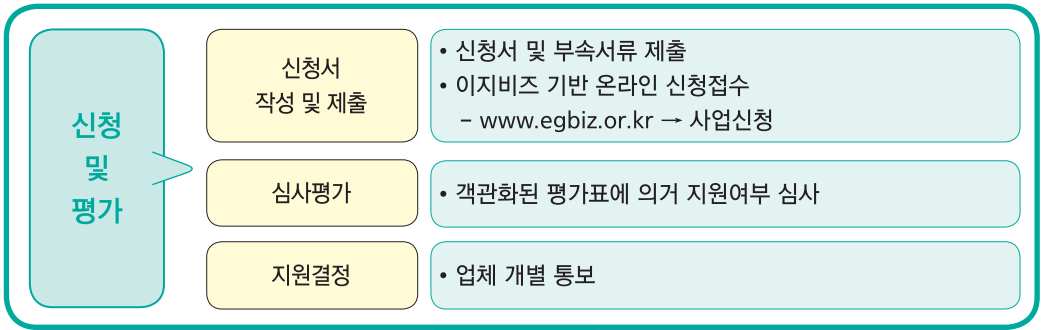 신청
및
평가
신청서
작성 및 제출
• 신청서 및 부속서류 제출
• 이지비즈 기반 온라인 신청접수
– www.egbiz.or.kr → 사업신청
심사평가
• 객관화된 평가표에 의거 지원여부 심사
지원결정
• 업체 개별 통보